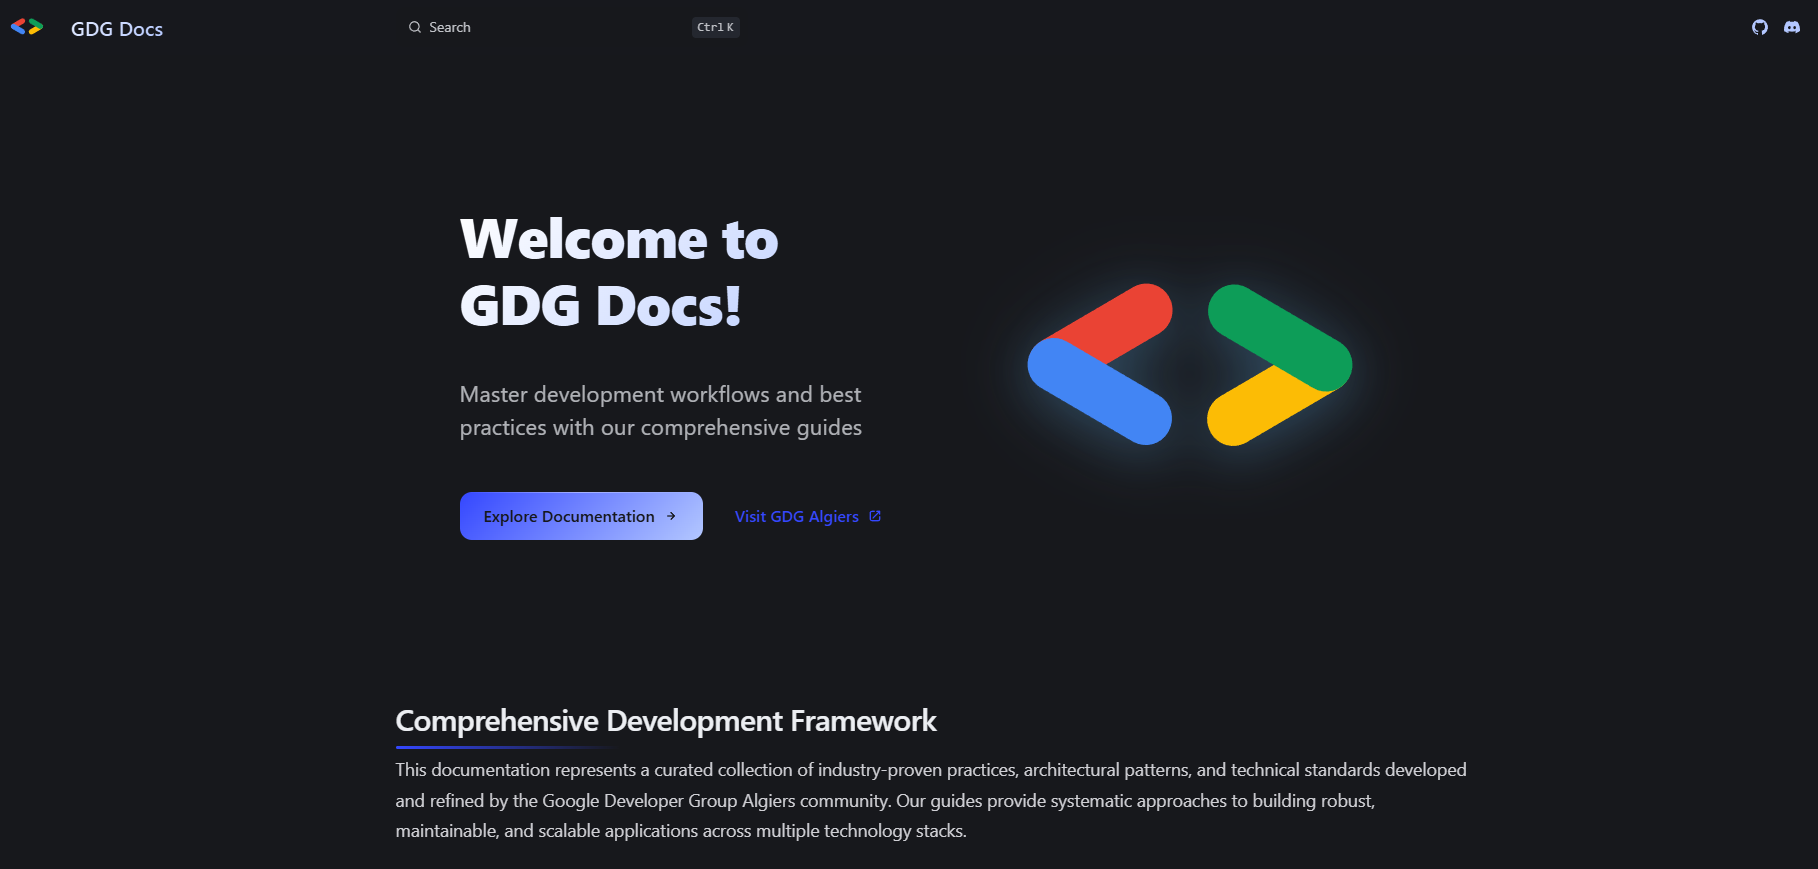 GDG Docs
Search
Ctrl K
Welcome to
GDG Docs!
Master development workflows and best
practices with our comprehensive guides
Explore Documentation →
Visit GDG Algiers
Comprehensive Development Framework
This documentation represents a curated collection of industry-proven practices, architectural patterns, and technical standards developed
and refined by the Google Developer Group Algiers community. Our guides provide systematic approaches to building robust,
maintainable, and scalable applications across multiple technology stacks.